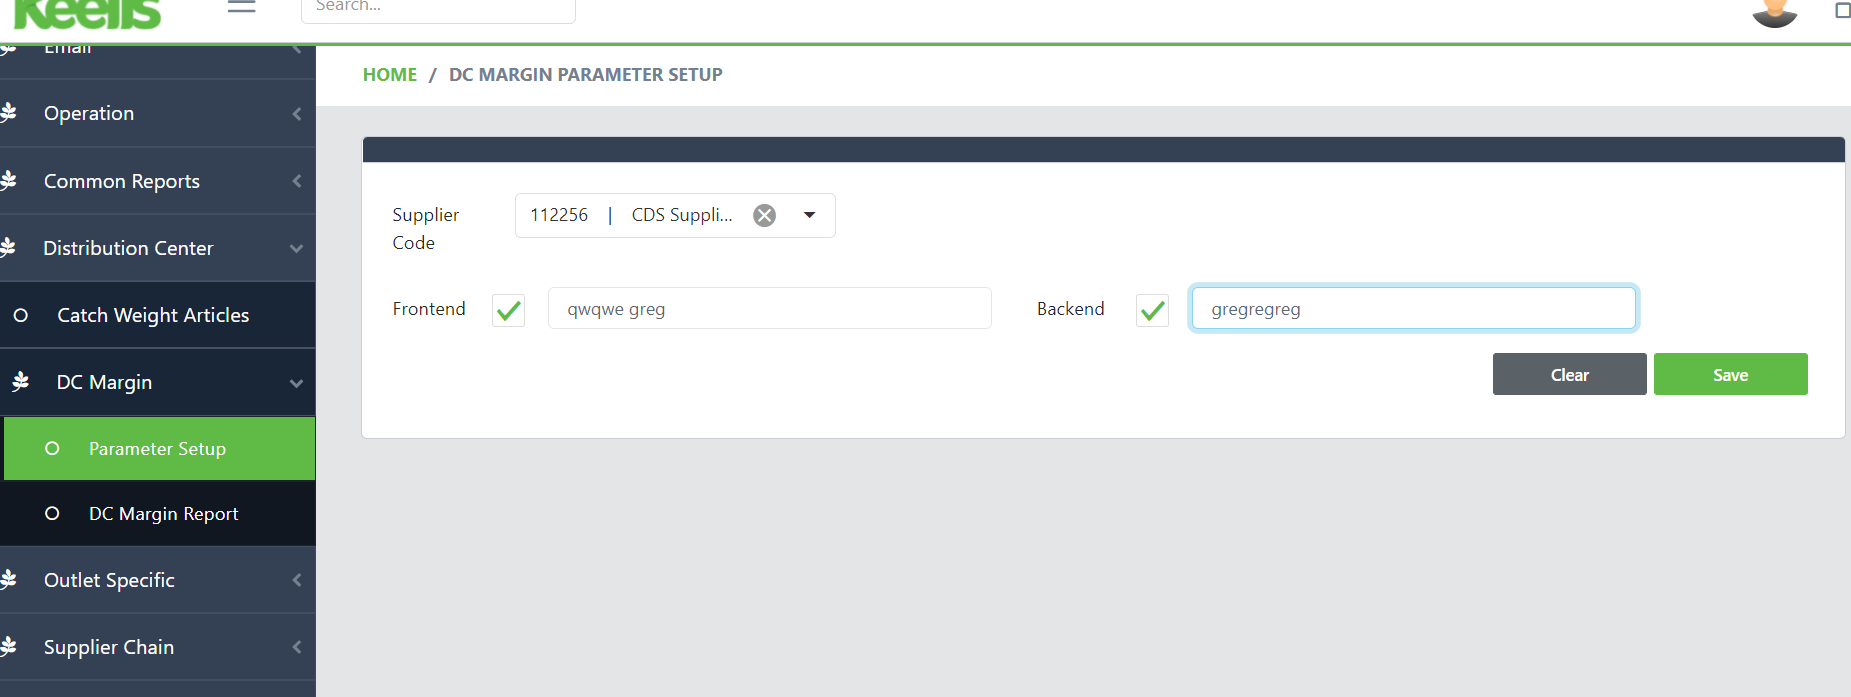 Keells
Search...
Email
Operation
Common Reports
Distribution Center
Catch Weight Articles
DC Margin
Parameter Setup
DC Margin Report
Outlet Specific
Supplier Chain
HOME / DC MARGIN PARAMETER SETUP
Supplier Code
112256 | CDS Suppli...
Frontend
qwqwe greg
Backend
gregregreg
Clear
Save